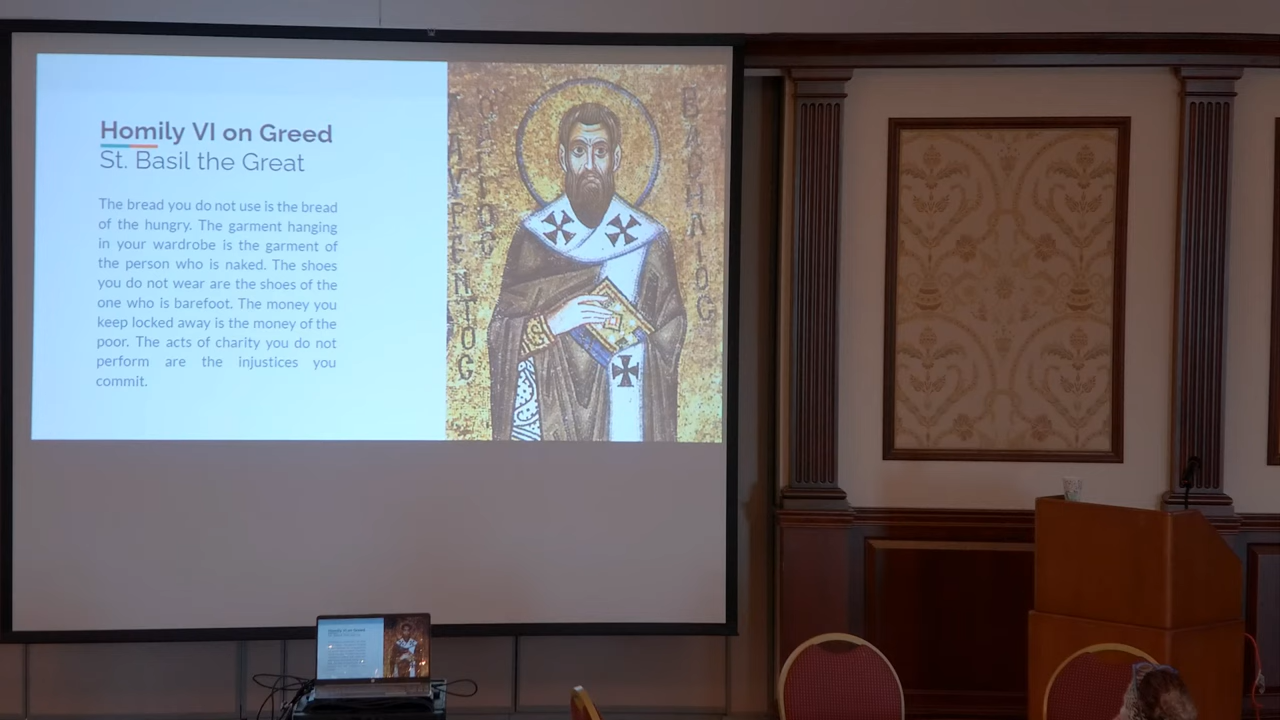 Homily VI on Greed
St. Basil the Great
The bread you do not use is the bread
of the hungry. The garment hanging
in your wardrobe is the garment of
the person who is naked. The shoes
you do not wear are the shoes of the
one who is barefoot. The money you
keep locked away is the money of the
poor. The acts of charity you do not
perform are the injustices you
commit.
ΒΑCΗΛΙΟC